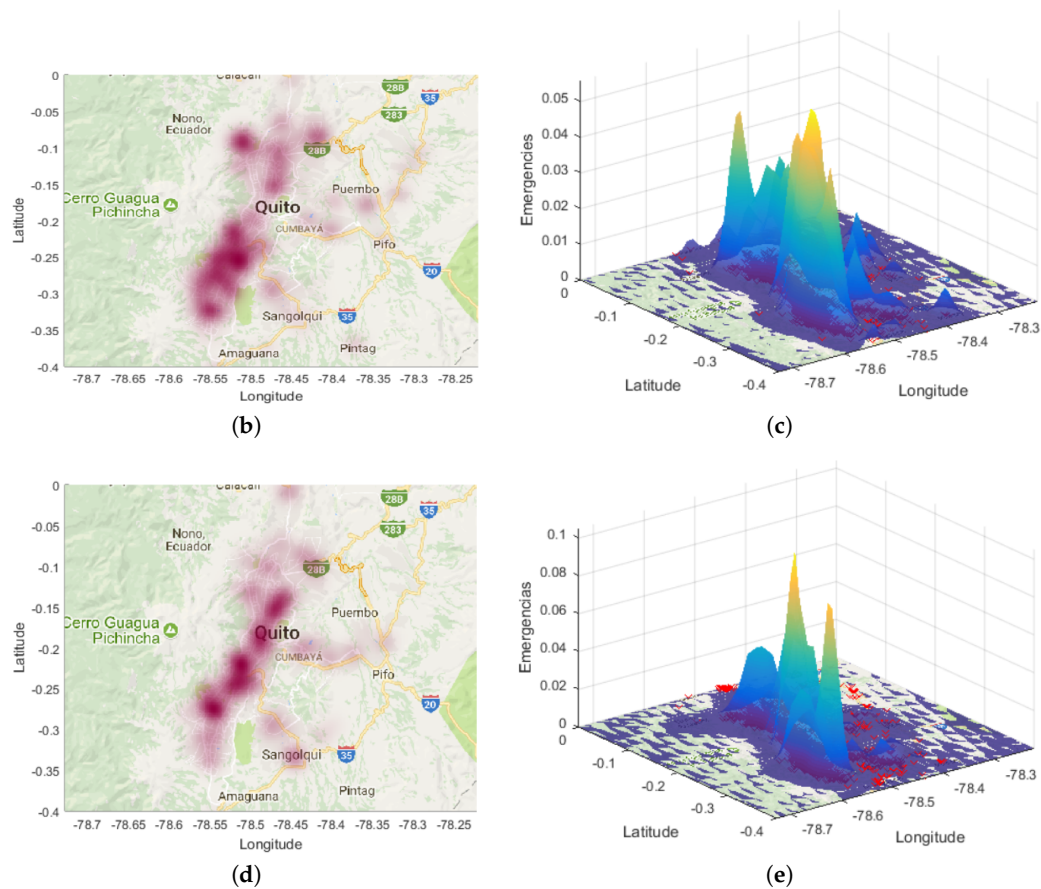 0
Calacali
28B
35
-0.05
283
Nono,
Ecuador
-0.1
28B
-0.15
Cerro Guagua
Pichincha
Puembo
Quito
Latitude
-0.2
CUMBAYÁ
Pifo
-0.25
20
-0.3
Sangolqui
35
-0.35
Amaguana
Pintag
-0.4
-78.7 -78.65 -78.6 -78.55 -78.5 -78.45 -78.4 -78.35 -78.3 -78.25
Longitude
(b)
0.05
0.04
0.03
0.02
0.01
0
Emergencies
0
-0.1
-0.2
-0.3
-0.4
Latitude
-78.7
-78.6
-78.5
-78.4
-78.3
Longitude
(c)
0
Calacali
28B
35
-0.05
283
Nono,
Ecuador
-0.1
28B
-0.15
Puembo
Cerro Guagua
Pichincha
Quito
Latitude
-0.2
CUMBAYÁ
Pifo
-0.25
20
-0.3
Sangolqui
35
-0.35
Amaguana
Pintag
-0.4
-78.7 -78.65 -78.6 -78.55 -78.5 -78.45 -78.4 -78.35 -78.3 -78.25
Longitude
(d)
0.1
0.08
0.06
0.04
0.02
0
Emergencias
0
-0.1
-0.2
-0.3
-0.4
Latitude
-78.7
-78.6
-78.5
-78.4
-78.3
Longitude
(e)